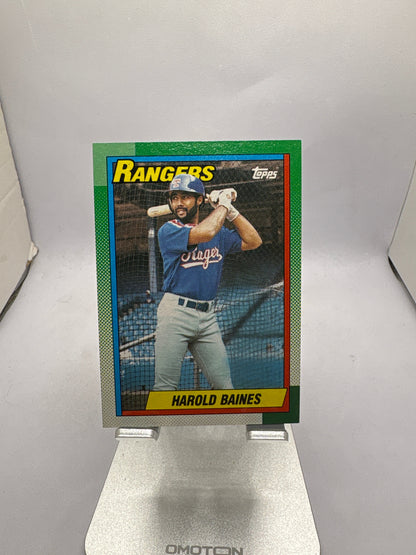 RANGERS
Topps
Rangers
HAROLD BAINES
OMOTON